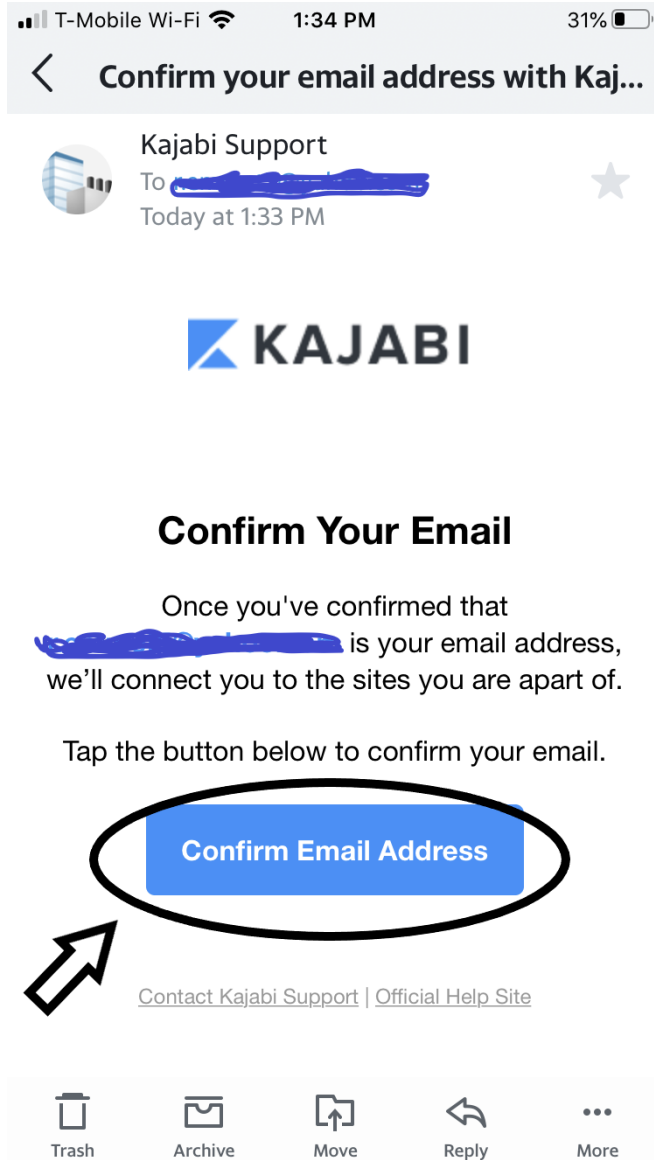 T-Mobile Wi-Fi 1:34 PM 31%
Confirm your email address with Kaj...
Kajabi Support
To
Today at 1:33 PM
KAJABI
Confirm Your Email
Once you've confirmed that
is your email address,
we'll connect you to the sites you are apart of.
Tap the button below to confirm your email.
Confirm Email Address
Contact Kajabi Support | Official Help Site
Trash Archive Move Reply More